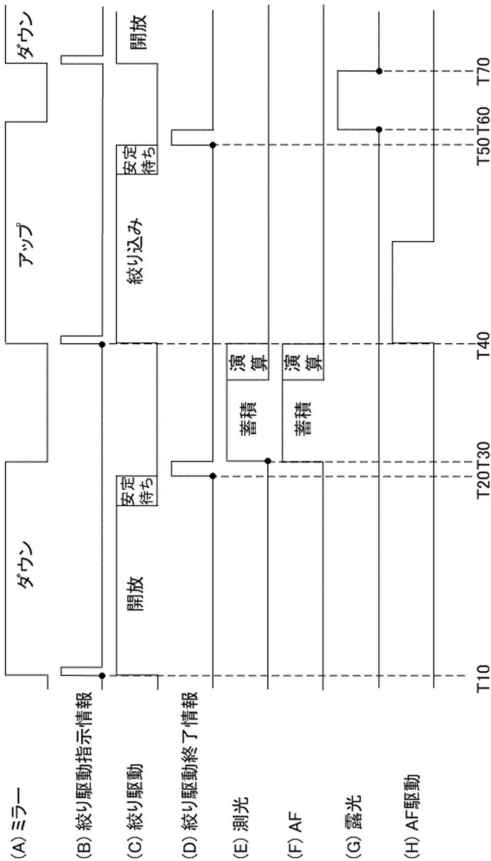 (A) ミラー
ダウン
アップ
ダウン
(B) 絞り駆動指示情報
(C) 絞り駆動
開放
安定待ち
絞り込み
安定待ち
開放
(D) 絞り駆動終了情報
(E) 測光
蓄積
演算
(F) AF
蓄積
演算
(G) 露光
(H) AF駆動
T10
T20
T30
T40
T50
T60
T70